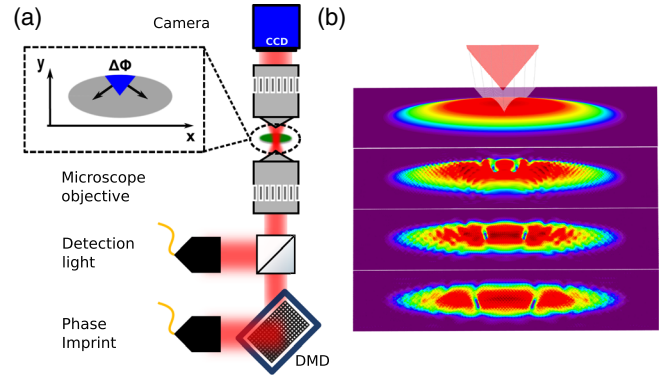 (a)
Camera
CCD
ΔΦ
y
x
Microscope
objective
Detection
light
Phase
Imprint
DMD
(b)